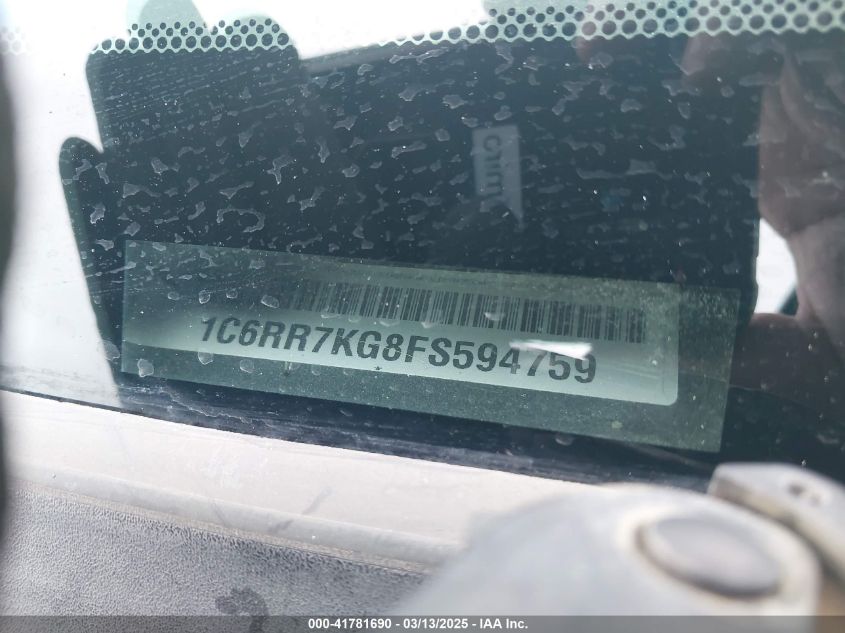 1C6RR7KG8FS594759
000-41781690 - 03/13/2025 - IAA Inc.